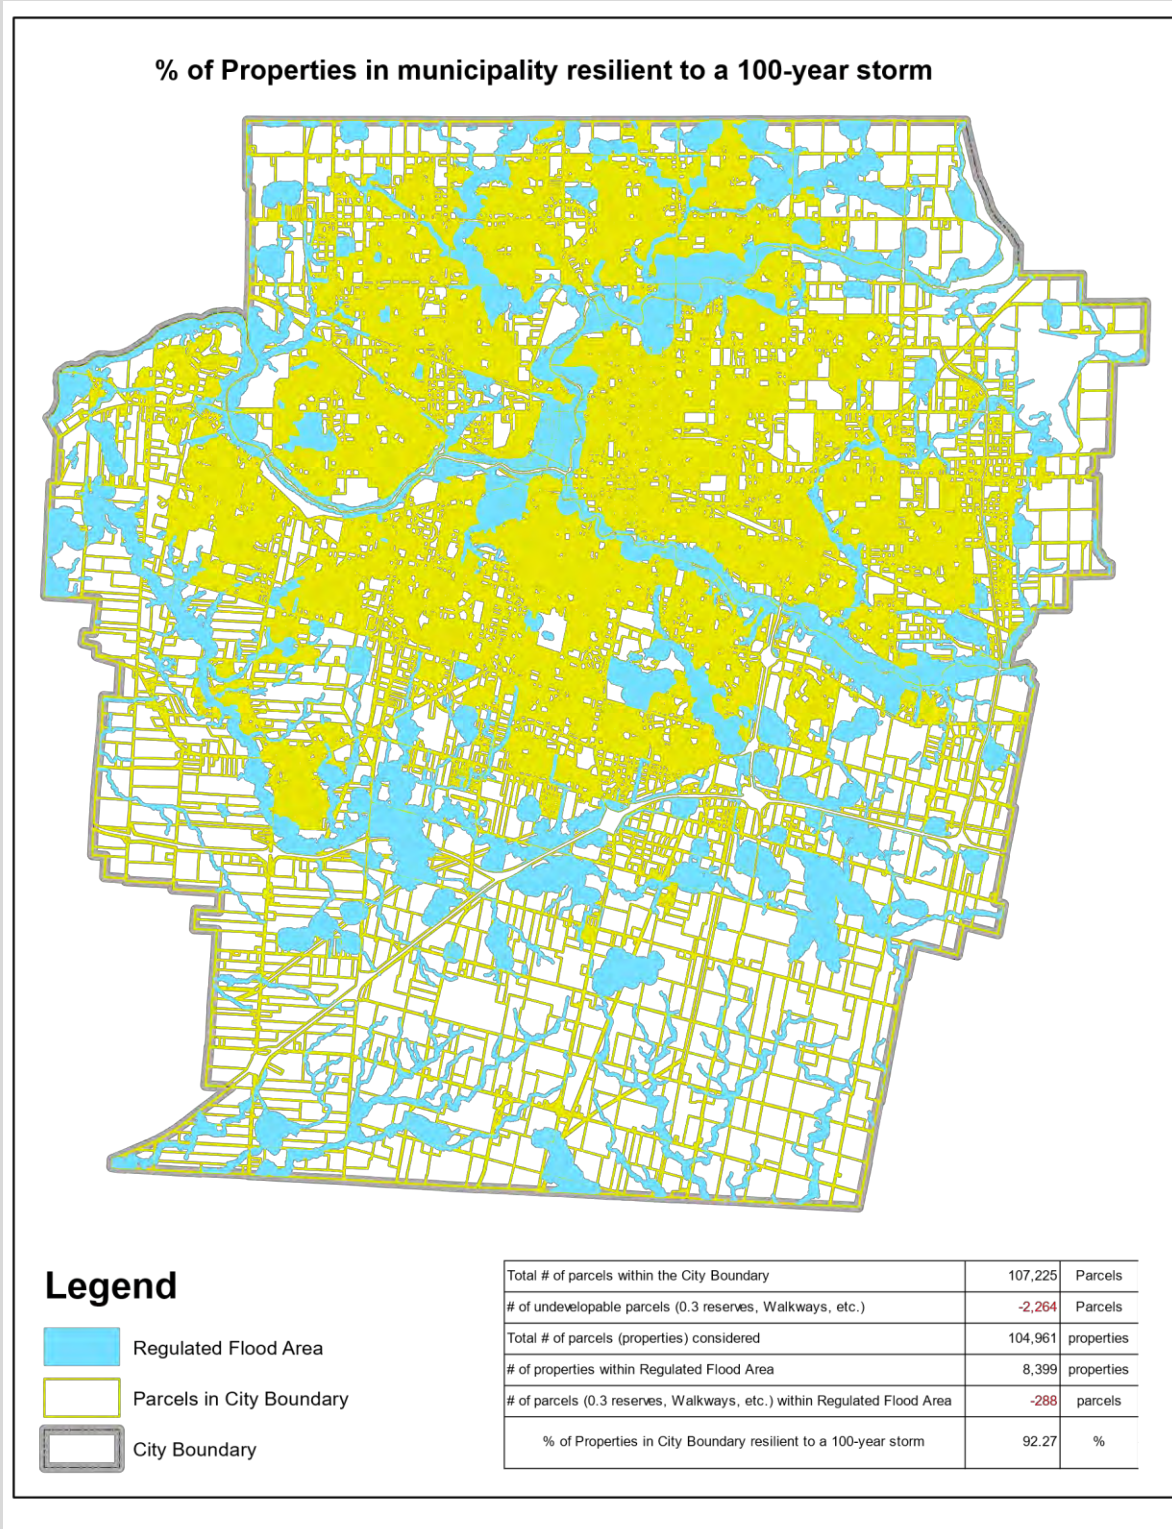 % of Properties in municipality resilient to a 100-year storm
Legend
Regulated Flood Area
Parcels in City Boundary
City Boundary
Total # of parcels within the City Boundary 107,225 Parcels
# of undevelopable parcels (0.3 reserves, Walkways, etc.) -2,264 Parcels
Total # of parcels (properties) considered 104,961 properties
# of properties within Regulated Flood Area 8,399 properties
# of parcels (0.3 reserves, Walkways, etc.) within Regulated Flood Area -288 parcels
% of Properties in City Boundary resilient to a 100-year storm 92.27 %